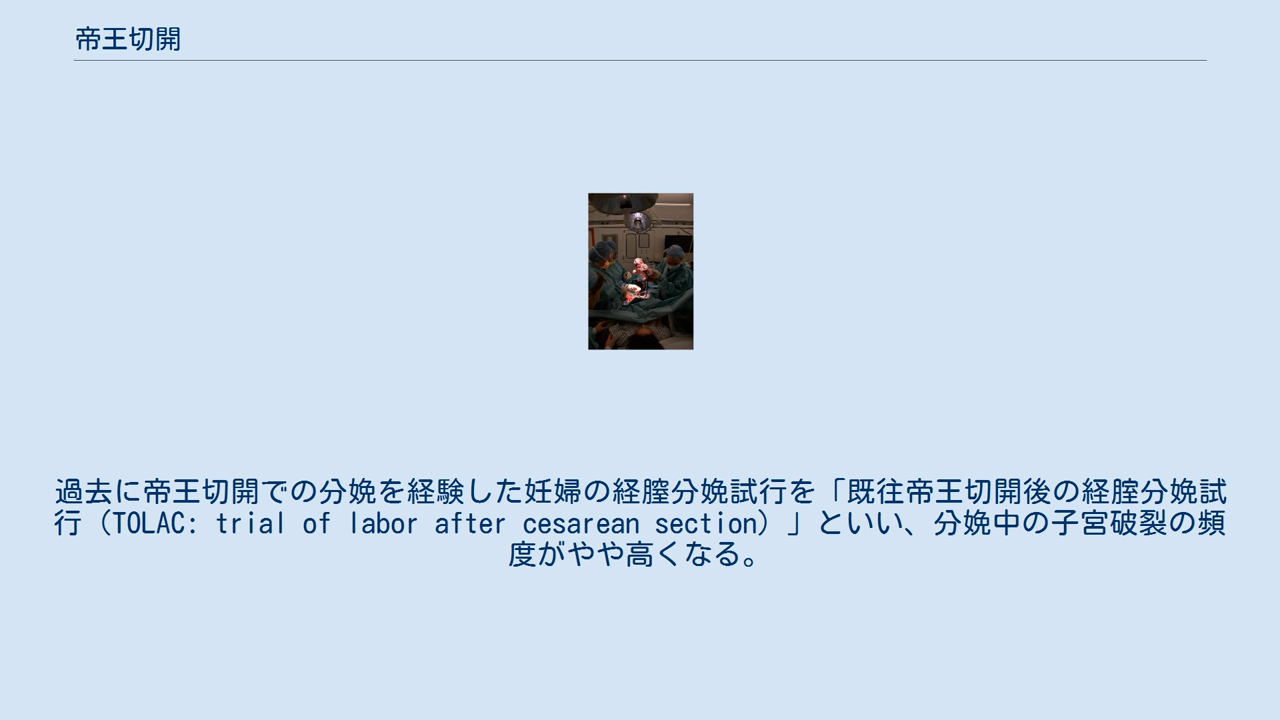 帝王切開
過去に帝王切開での分娩を経験した妊婦の経膣分娩試行を「既往帝王切開後の経腟分娩試
行（TOLAC: trial of labor after cesarean section）」といい、分娩中の子宮破裂の頻
度がやや高くなる。